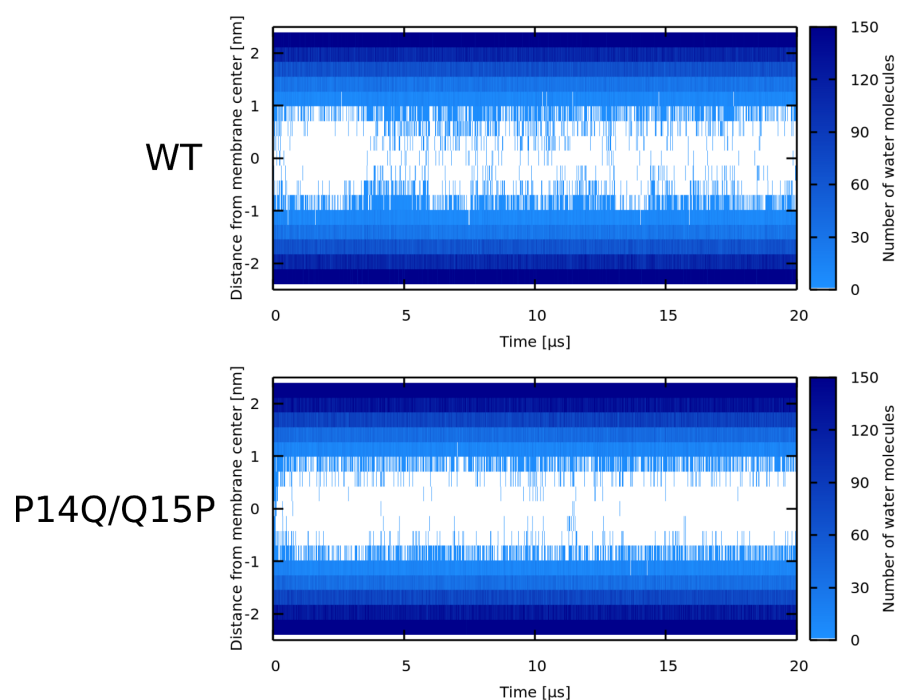 WT
Distance from membrane center [nm]
2
1
0
-1
-2
0 5 10 15 20
Time [µs]
150
120
90
60
30
0
Number of water molecules
P14Q/Q15P
Distance from membrane center [nm]
2
1
0
-1
-2
0 5 10 15 20
Time [µs]
150
120
90
60
30
0
Number of water molecules